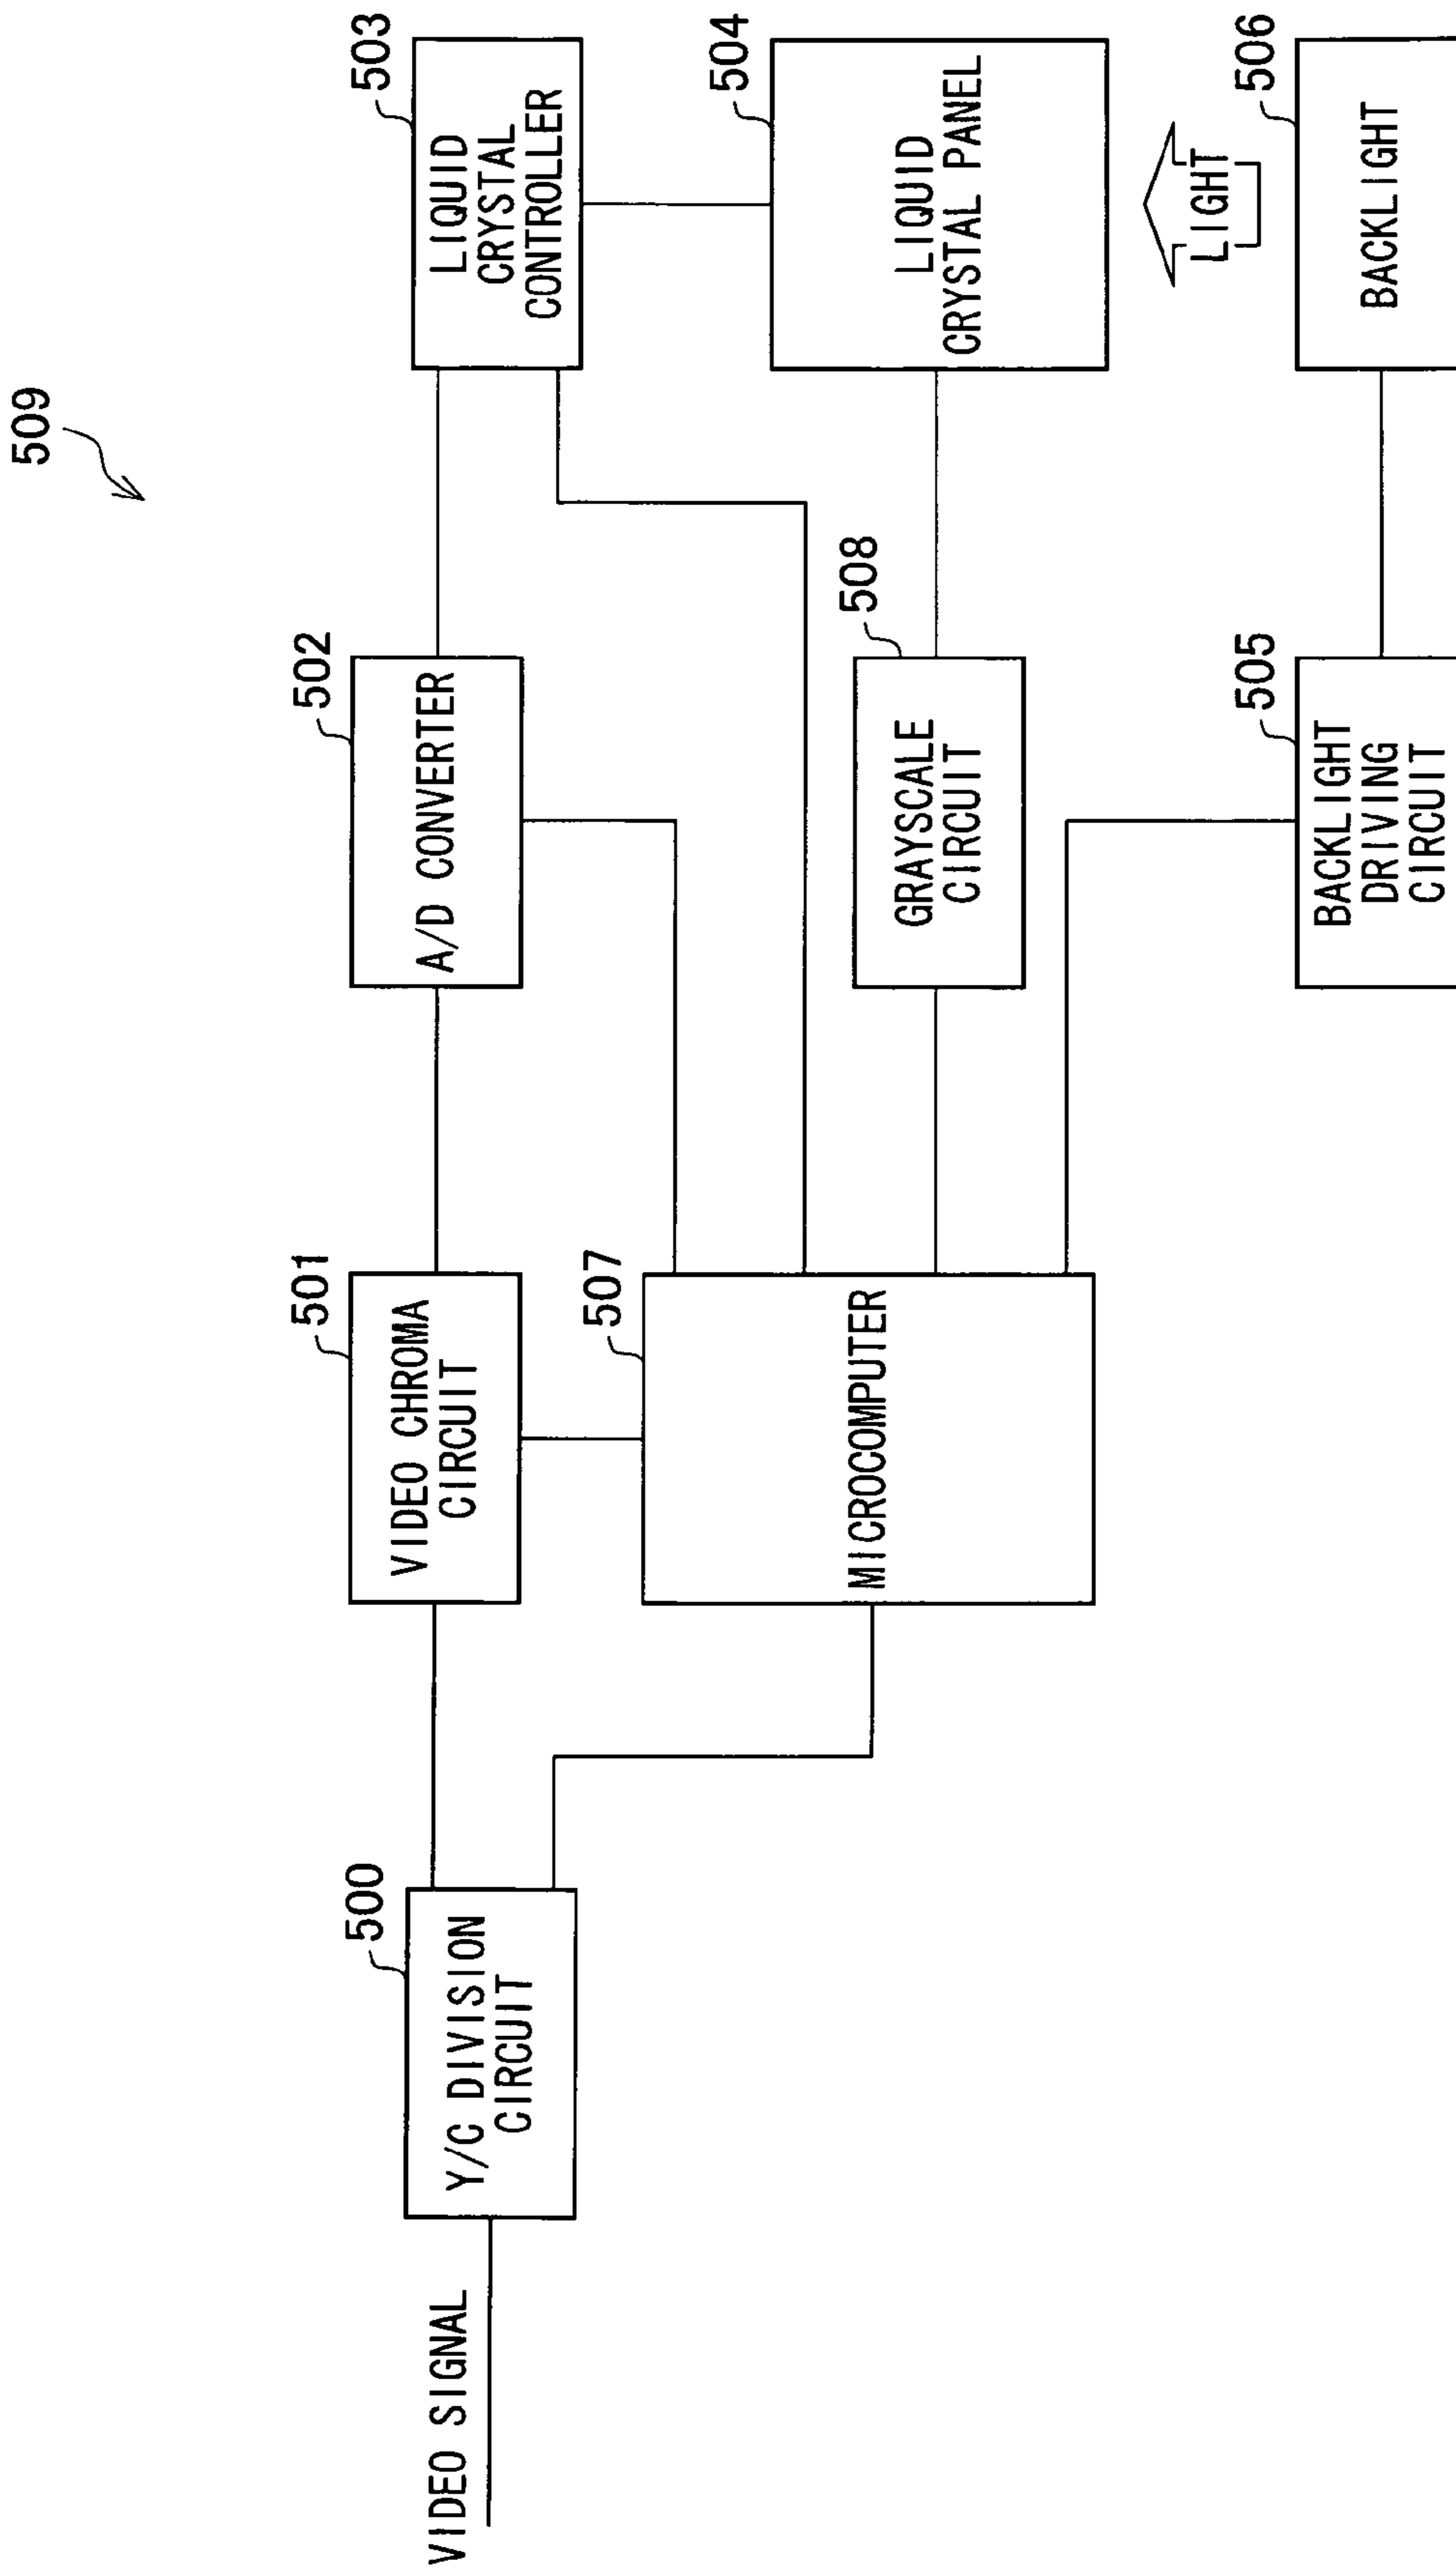 509
VIDEO SIGNAL
500
Y/C DIVISION
CIRCUIT
501
VIDEO CHROMA
CIRCUIT
502
A/D CONVERTER
503
LIQUID
CRYSTAL
CONTROLLER
507
MICROCOMPUTER
508
GRAYSCALE
CIRCUIT
504
LIQUID
CRYSTAL PANEL
LIGHT
505
BACKLIGHT
DRIVING
CIRCUIT
506
BACKLIGHT